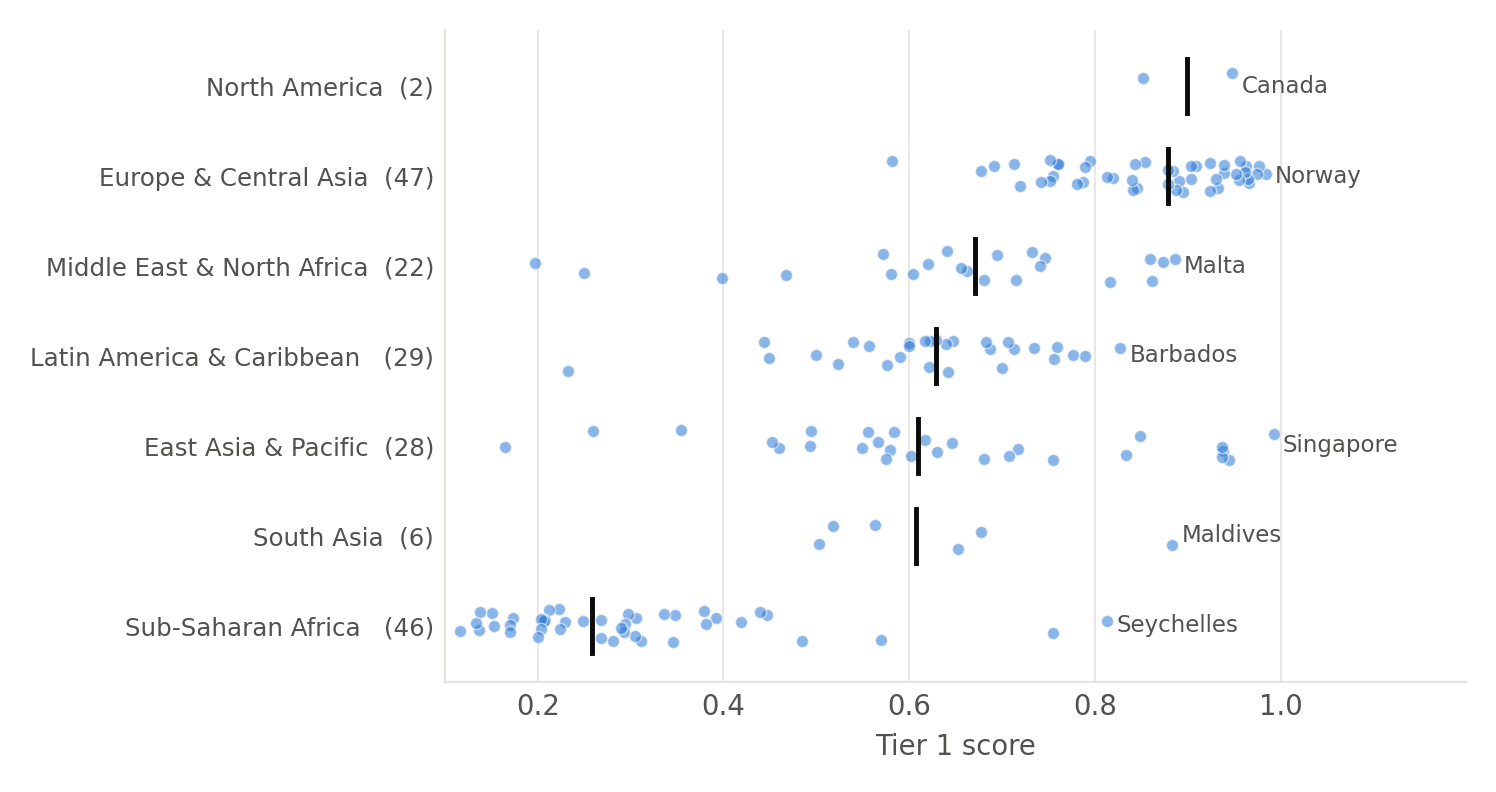 North America (2)
Canada
Europe & Central Asia (47)
Norway
Middle East & North Africa (22)
Malta
Latin America & Caribbean (29)
Barbados
East Asia & Pacific (28)
Singapore
South Asia (6)
Maldives
Sub-Saharan Africa (46)
Seychelles
0.2 0.4 0.6 0.8 1.0
Tier 1 score